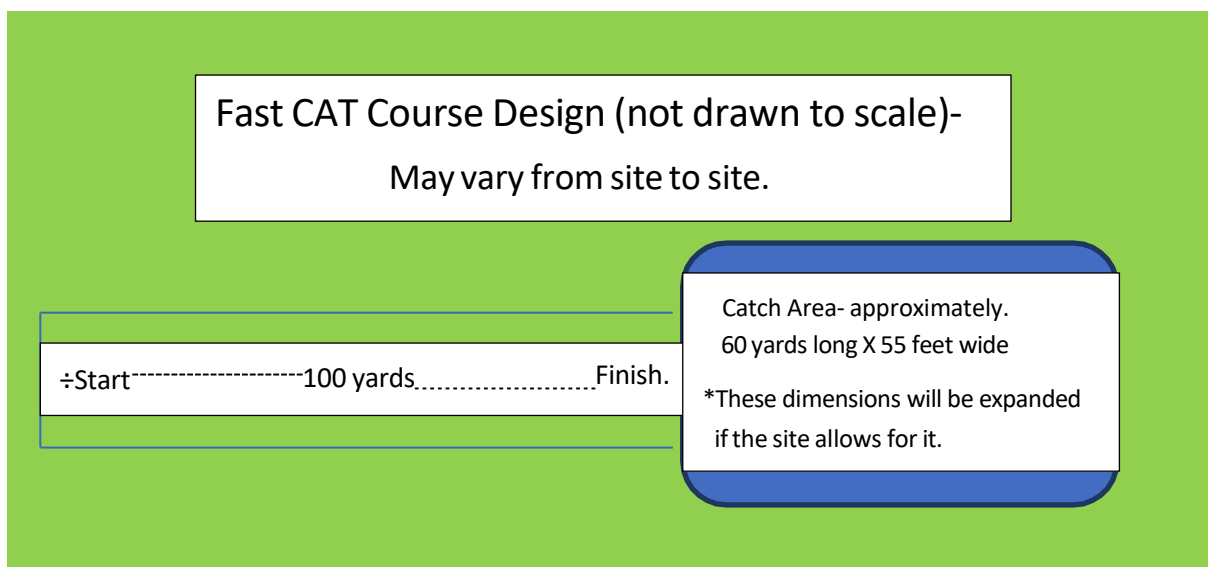 Fast CAT Course Design (not drawn to scale)-
May vary from site to site.
Catch Area- approximately.
60 yards long X 55 feet wide
÷Start----------------------100 yards.......................Finish.
*These dimensions will be expanded
if the site allows for it.